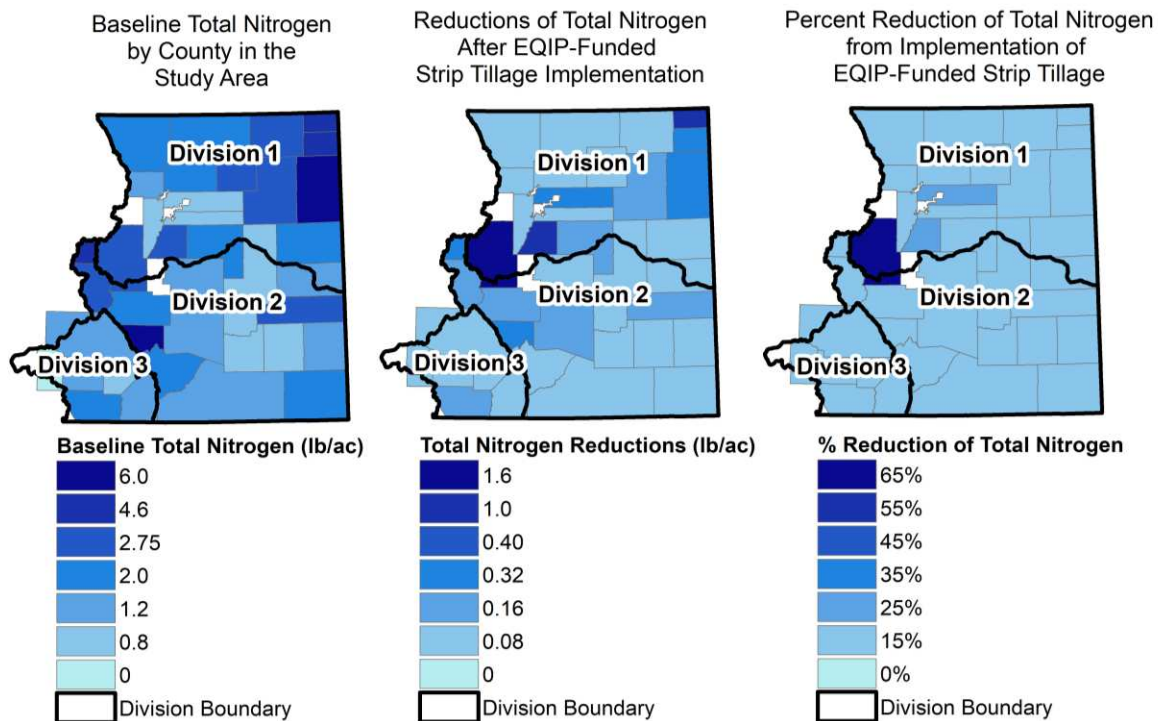 Baseline Total Nitrogen
by County in the
Study Area
Division 1
Division 2
Division 3
Baseline Total Nitrogen (lb/ac)
6.0
4.6
2.75
2.0
1.2
0.8
0
Division Boundary
Reductions of Total Nitrogen
After EQIP-Funded
Strip Tillage Implementation
Division 1
Division 2
Division 3
Total Nitrogen Reductions (lb/ac)
1.6
1.0
0.40
0.32
0.16
0.08
0
Division Boundary
Percent Reduction of Total Nitrogen
from Implementation of
EQIP-Funded Strip Tillage
Division 1
Division 2
Division 3
% Reduction of Total Nitrogen
65%
55%
45%
35%
25%
15%
0%
Division Boundary